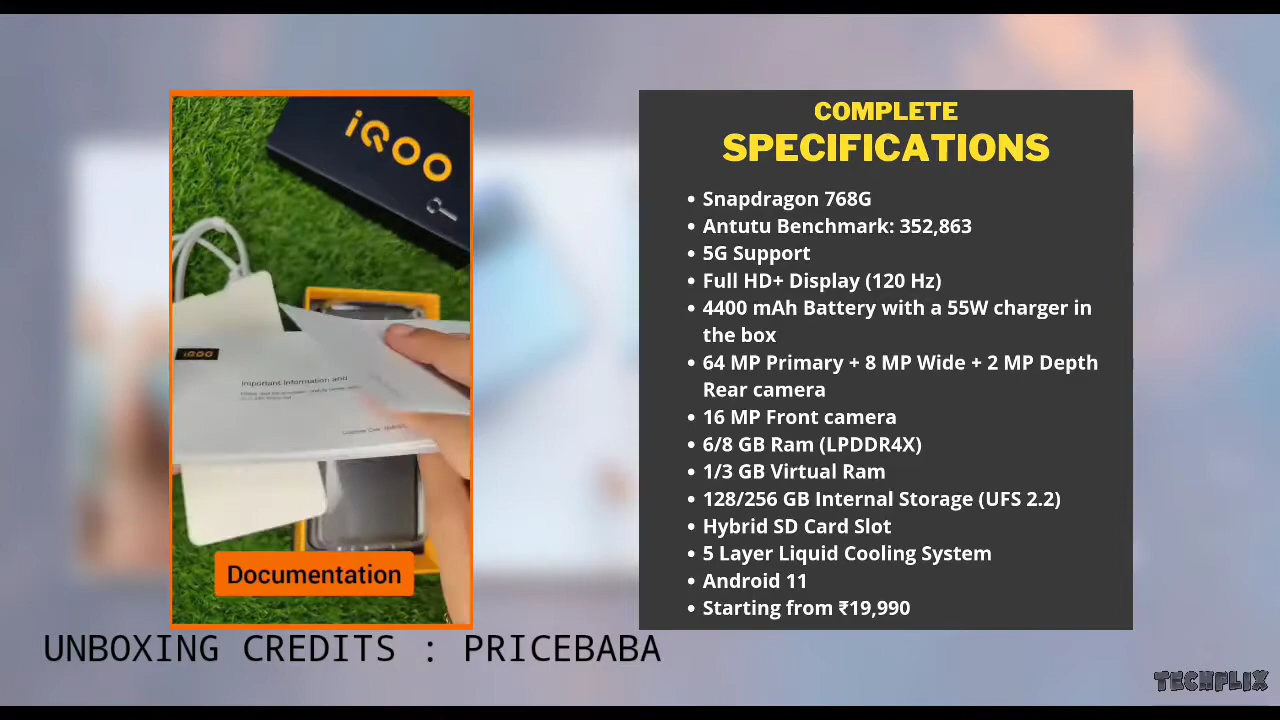 iQOO
iQOO
Important Information and
Documentation
UNBOXING CREDITS : PRICEBABA
COMPLETE
SPECIFICATIONS
• Snapdragon 768G
• Antutu Benchmark: 352,863
• 5G Support
• Full HD+ Display (120 Hz)
• 4400 mAh Battery with a 55W charger in
the box
• 64 MP Primary + 8 MP Wide + 2 MP Depth
Rear camera
• 16 MP Front camera
• 6/8 GB Ram (LPDDR4X)
• 1/3 GB Virtual Ram
• 128/256 GB Internal Storage (UFS 2.2)
• Hybrid SD Card Slot
• 5 Layer Liquid Cooling System
• Android 11
• Starting from ₹19,990
TECHFLIX